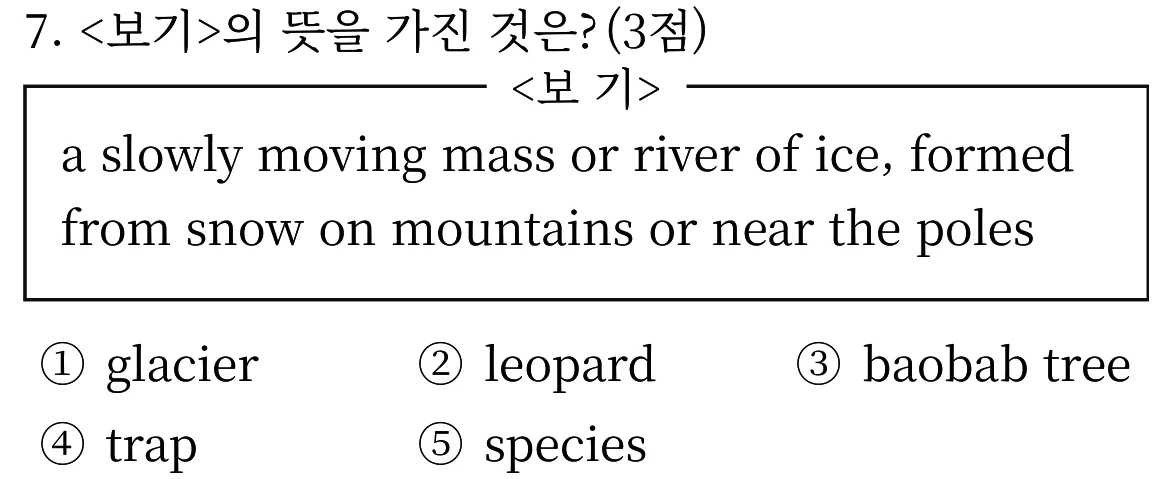 7. <보기>의 뜻을 가진 것은?(3점)
<보 기>
a slowly moving mass or river of ice, formed
from snow on mountains or near the poles
① glacier ② leopard ③ baobab tree
④ trap ⑤ species